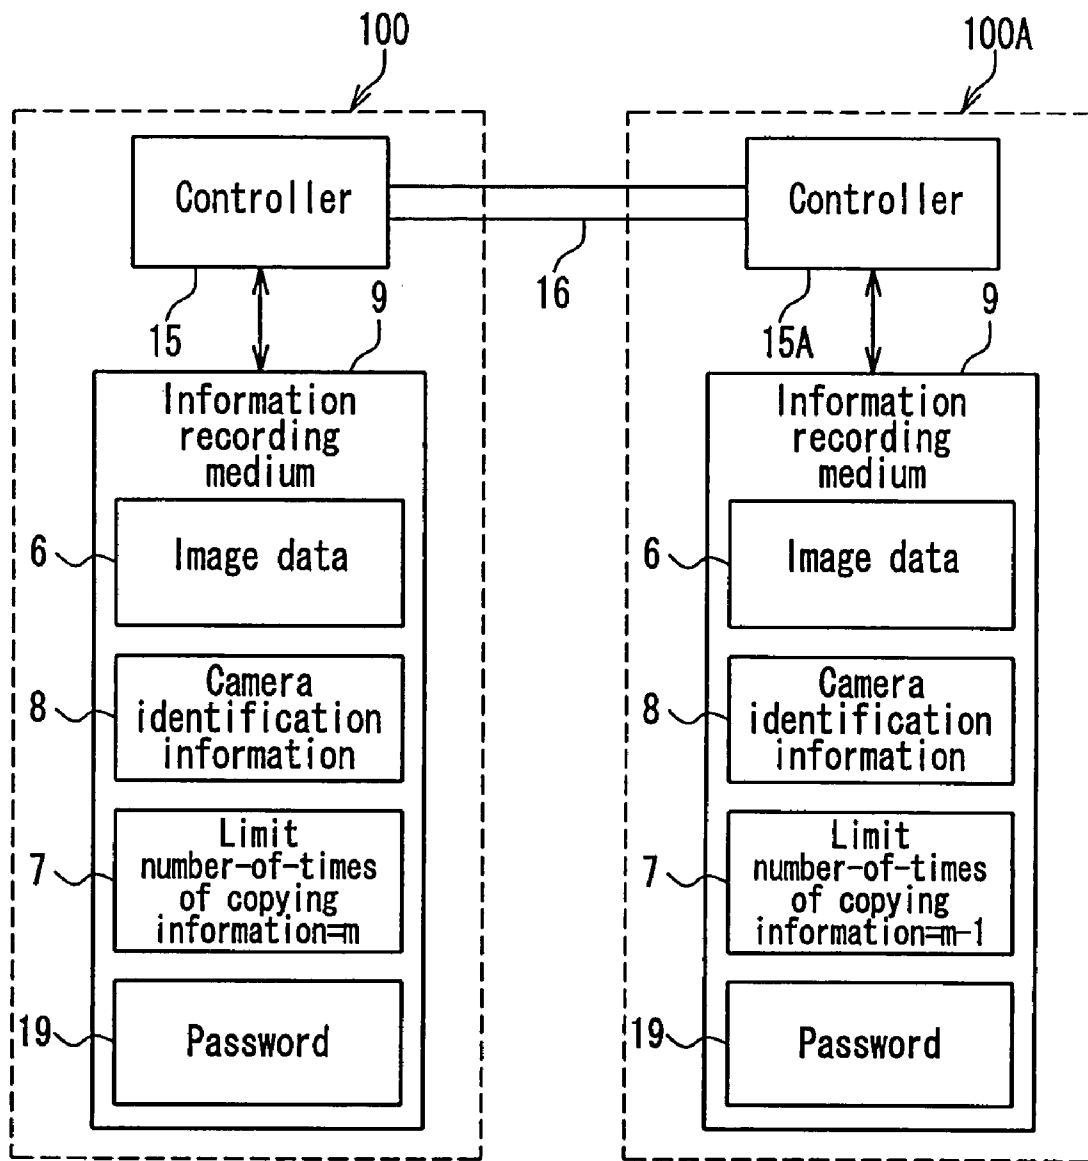 100
100A
Controller
Controller
15
16
9
15A
9
Information
recording
medium
6
Image data
8
Camera
identification
information
7
Limit
number-of-times
of copying
information=m
19
Password
Information
recording
medium
6
Image data
8
Camera
identification
information
7
Limit
number-of-times
of copying
information=m-1
19
Password